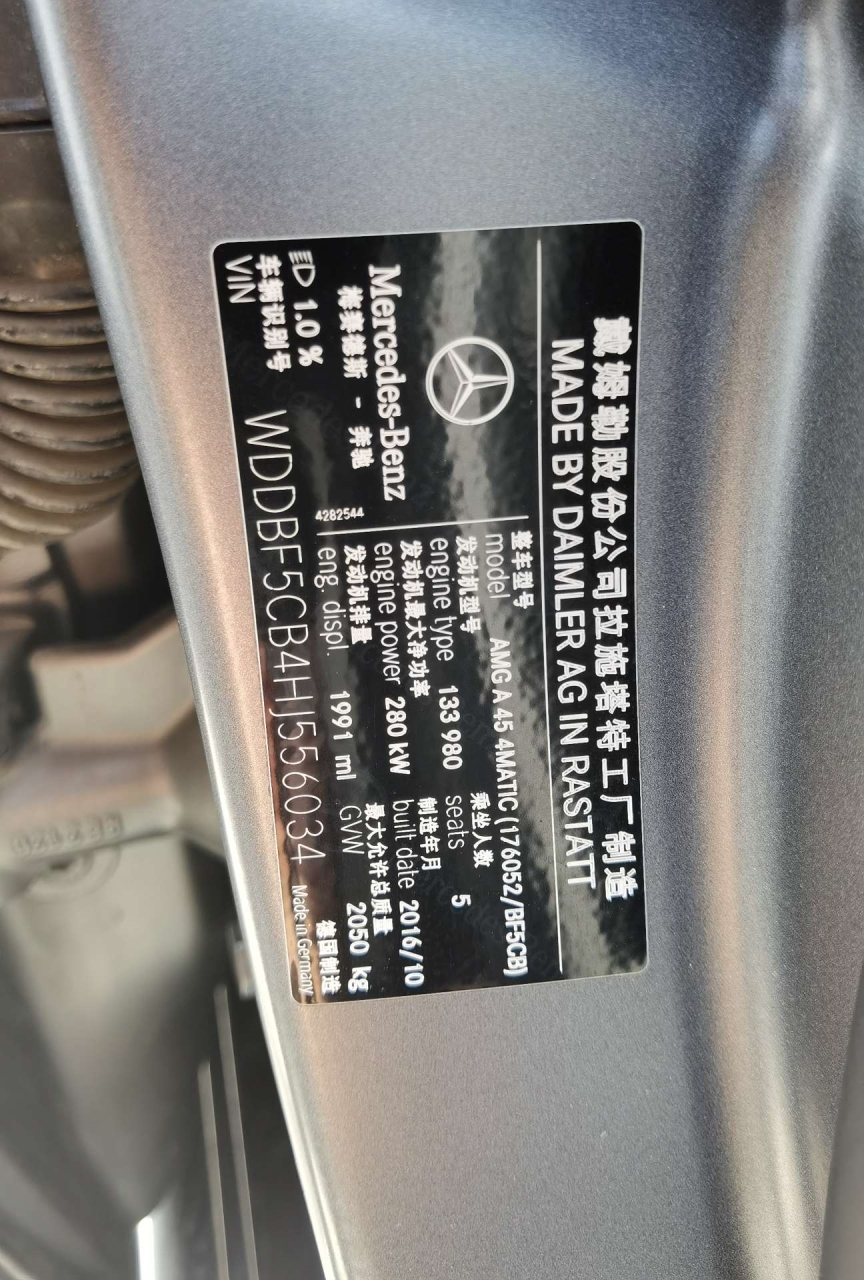 戴姆勒股份公司拉施塔特工厂制造
MADE BY DAIMLER AG IN RASTATT
Mercedes-Benz
梅赛德斯 - 奔驰
1.0 %
4282544
整车型号
model AMG A 45 4MATIC (176052/BF5CB)
发动机型号 乘坐人数
engine type 133 980 seats 5
发动机最大净功率 制造年月
engine power 280 kW built date 2016/10
发动机排量 最大允许总质量
eng. displ. 1991 ml GVW 2050 kg
车辆识别号 德国制造
VIN WDDBF5CB4HJ556034 Made in Germany